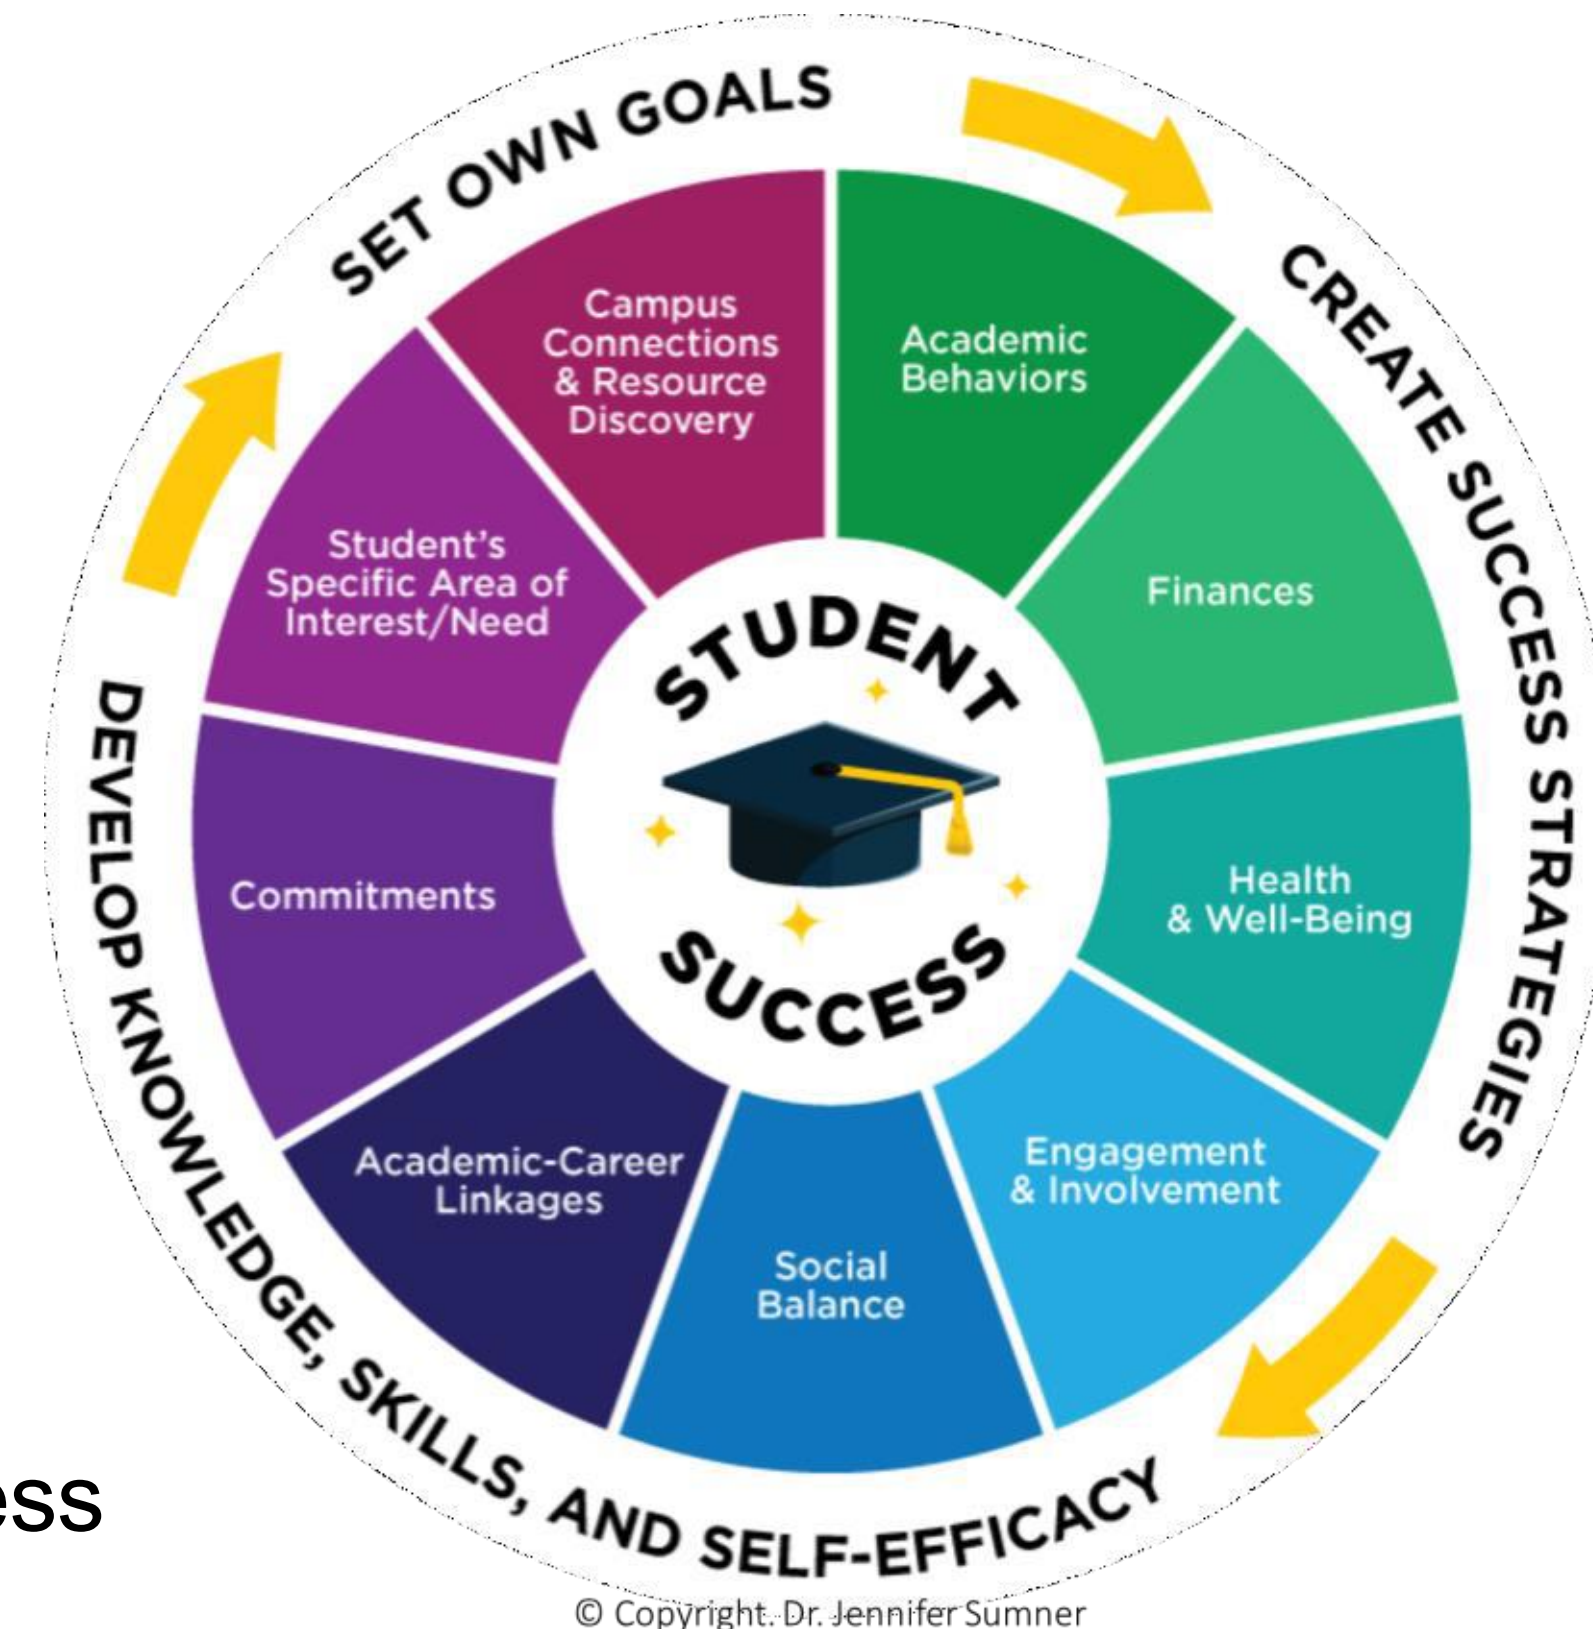 SET OWN GOALS
CREATE SUCCESS STRATEGIES
DEVELOP KNOWLEDGE, SKILLS, AND SELF-EFFICACY
Campus
Connections
& Resource
Discovery
Academic
Behaviors
Finances
Health
& Well-Being
Engagement
& Involvement
Social
Balance
Academic-Career
Linkages
Commitments
Student’s
Specific Area of
Interest/Need
STUDENT
SUCCESS
© Copyright. Dr. Jennifer Sumner